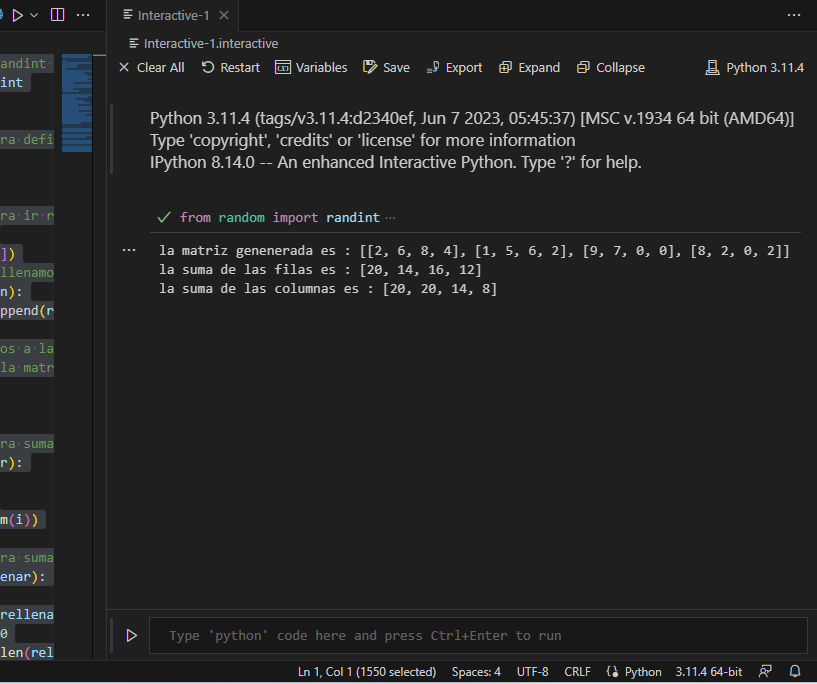 Interactive-1
Interactive-1.interactive
Clear All Restart Variables Save Export Expand Collapse Python 3.11.4
andint
int
ra defi
ra ir r
])
llenamo
n):
ppend(r
os a la
la matr
ra suma
r):
m(i))
ra suma
enar):
rellena
0
len(rel
Python 3.11.4 (tags/v3.11.4:d2340ef, Jun 7 2023, 05:45:37) [MSC v.1934 64 bit (AMD64)]
Type 'copyright', 'credits' or 'license' for more information
IPython 8.14.0 -- An enhanced Interactive Python. Type '?' for help.
from random import randint ...
la matriz genenerada es : [[2, 6, 8, 4], [1, 5, 6, 2], [9, 7, 0, 0], [8, 2, 0, 2]]
la suma de las filas es : [20, 14, 16, 12]
la suma de las columnas es : [20, 20, 14, 8]
Type 'python' code here and press Ctrl+Enter to run
Ln 1, Col 1 (1550 selected) Spaces: 4 UTF-8 CRLF Python 3.11.4 64-bit